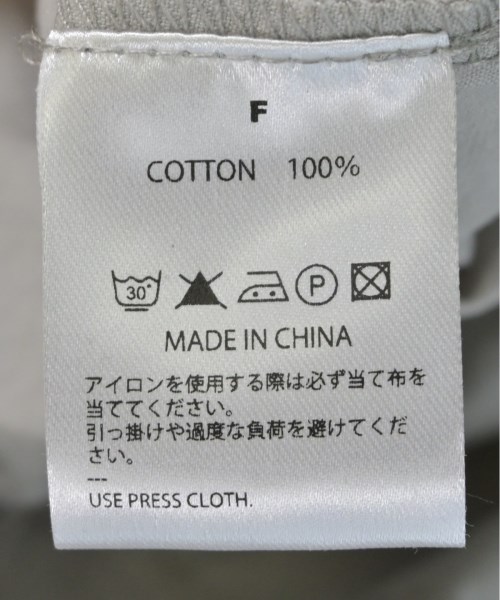 F
COTTON 100%
30°
P
MADE IN CHINA
アイロンを使用する際は必ず当て布を
当ててください。
引っ掛けや過度な負荷を避けてくだ
さい。
---
USE PRESS CLOTH.